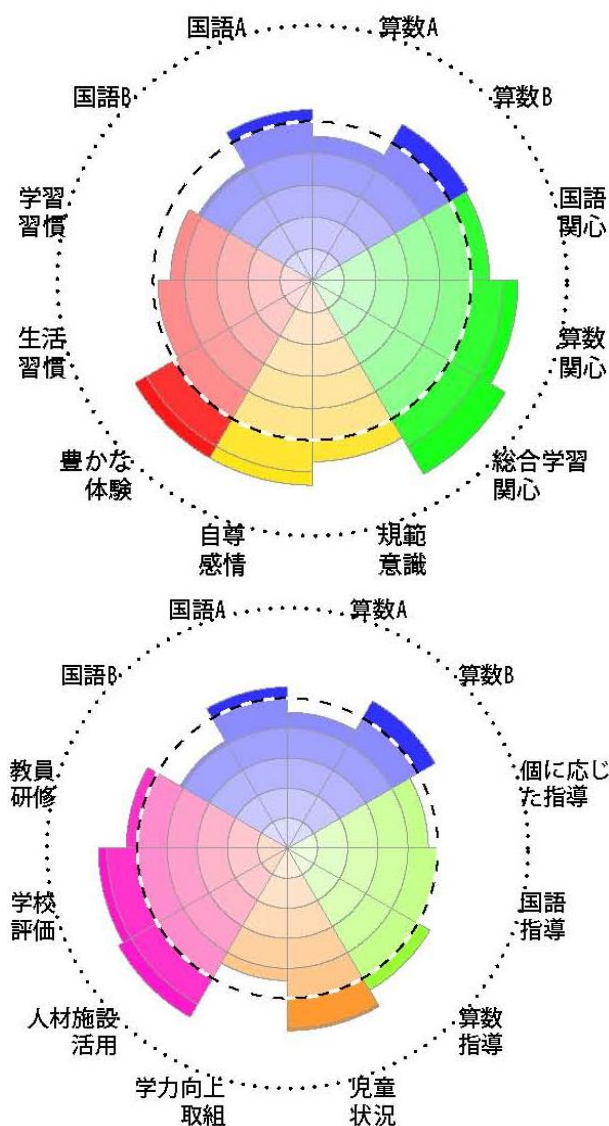 国語A
算数A
国語B
算数B
学習
習慣
国語
関心
生活
習慣
算数
関心
豊かな
体験
総合学習
関心
自尊
感情
規範
意識
国語A
算数A
国語B
算数B
教員
研修
個に応じ
た指導
学校
評価
国語
指導
人材施設
活用
算数
指導
学力向上
取組
児童
状況